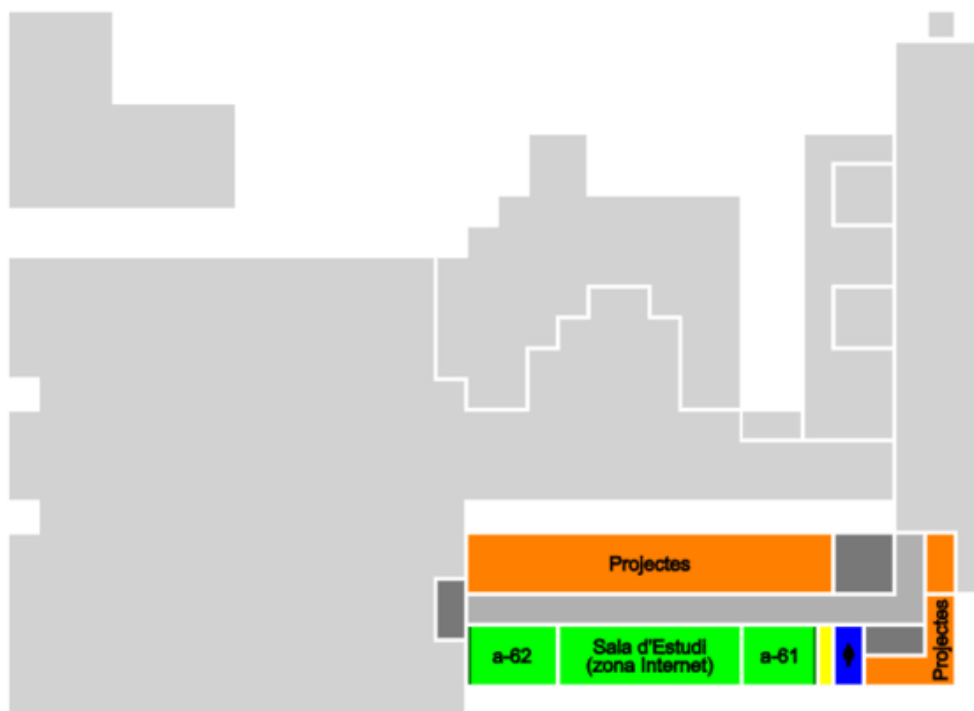 Projectes
a-62
Sala d'Estudi
(zona Internet)
a-61
Projectes